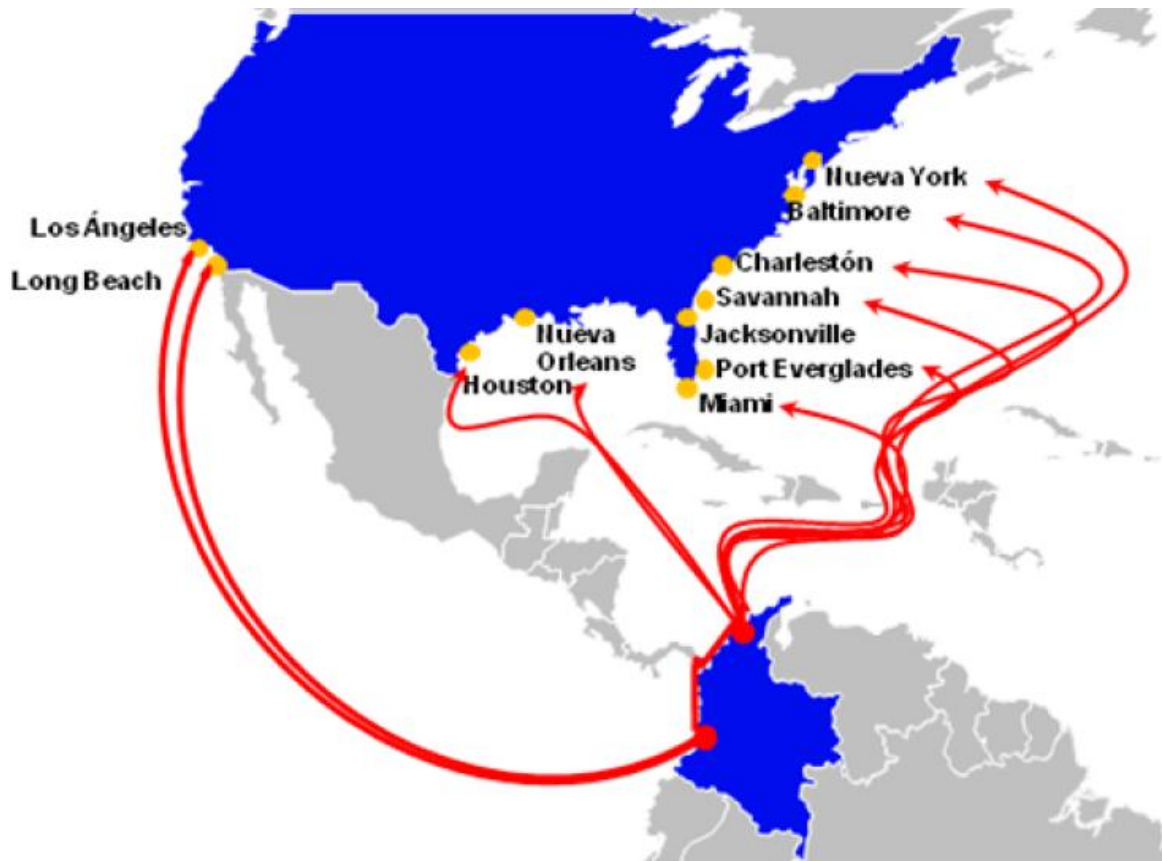 Nueva York
Baltimore
Los Ángeles
Charlestón
Long Beach
Savannah
Nueva
Orleans
Jacksonville
Houston
Port Everglades
Miami